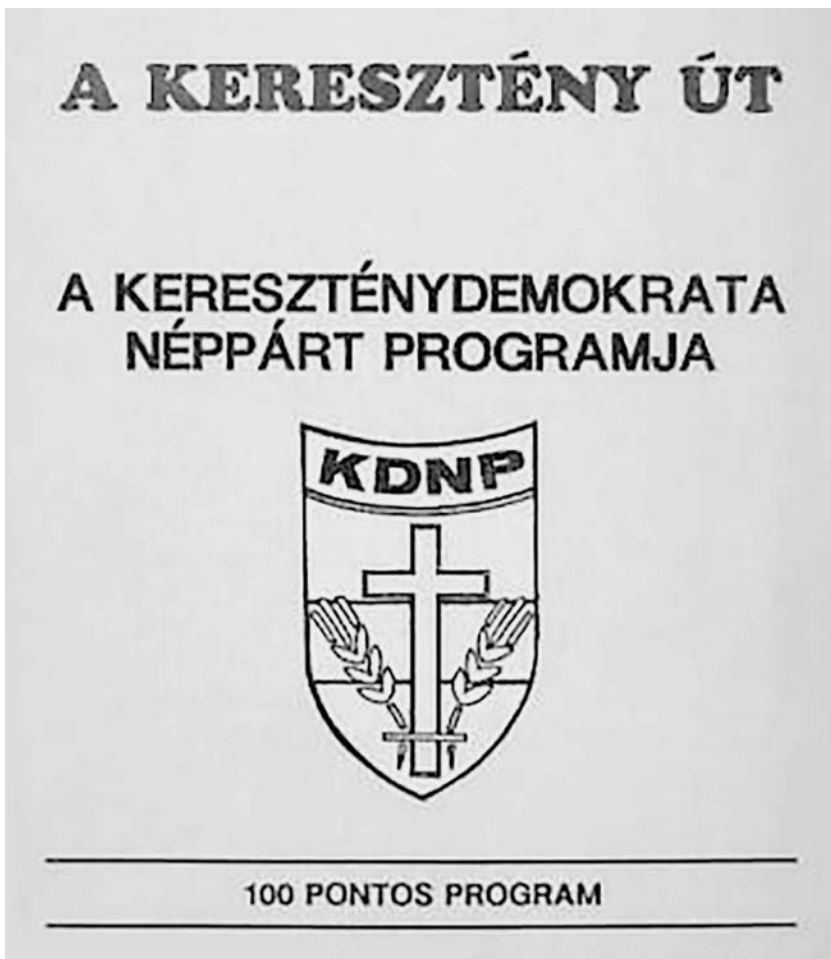 A KERESZTÉNY ÚT
A KERESZTÉNYDEMOKRATA
NÉPPÁRT PROGRAMJA
KDNP
100 PONTOS PROGRAM